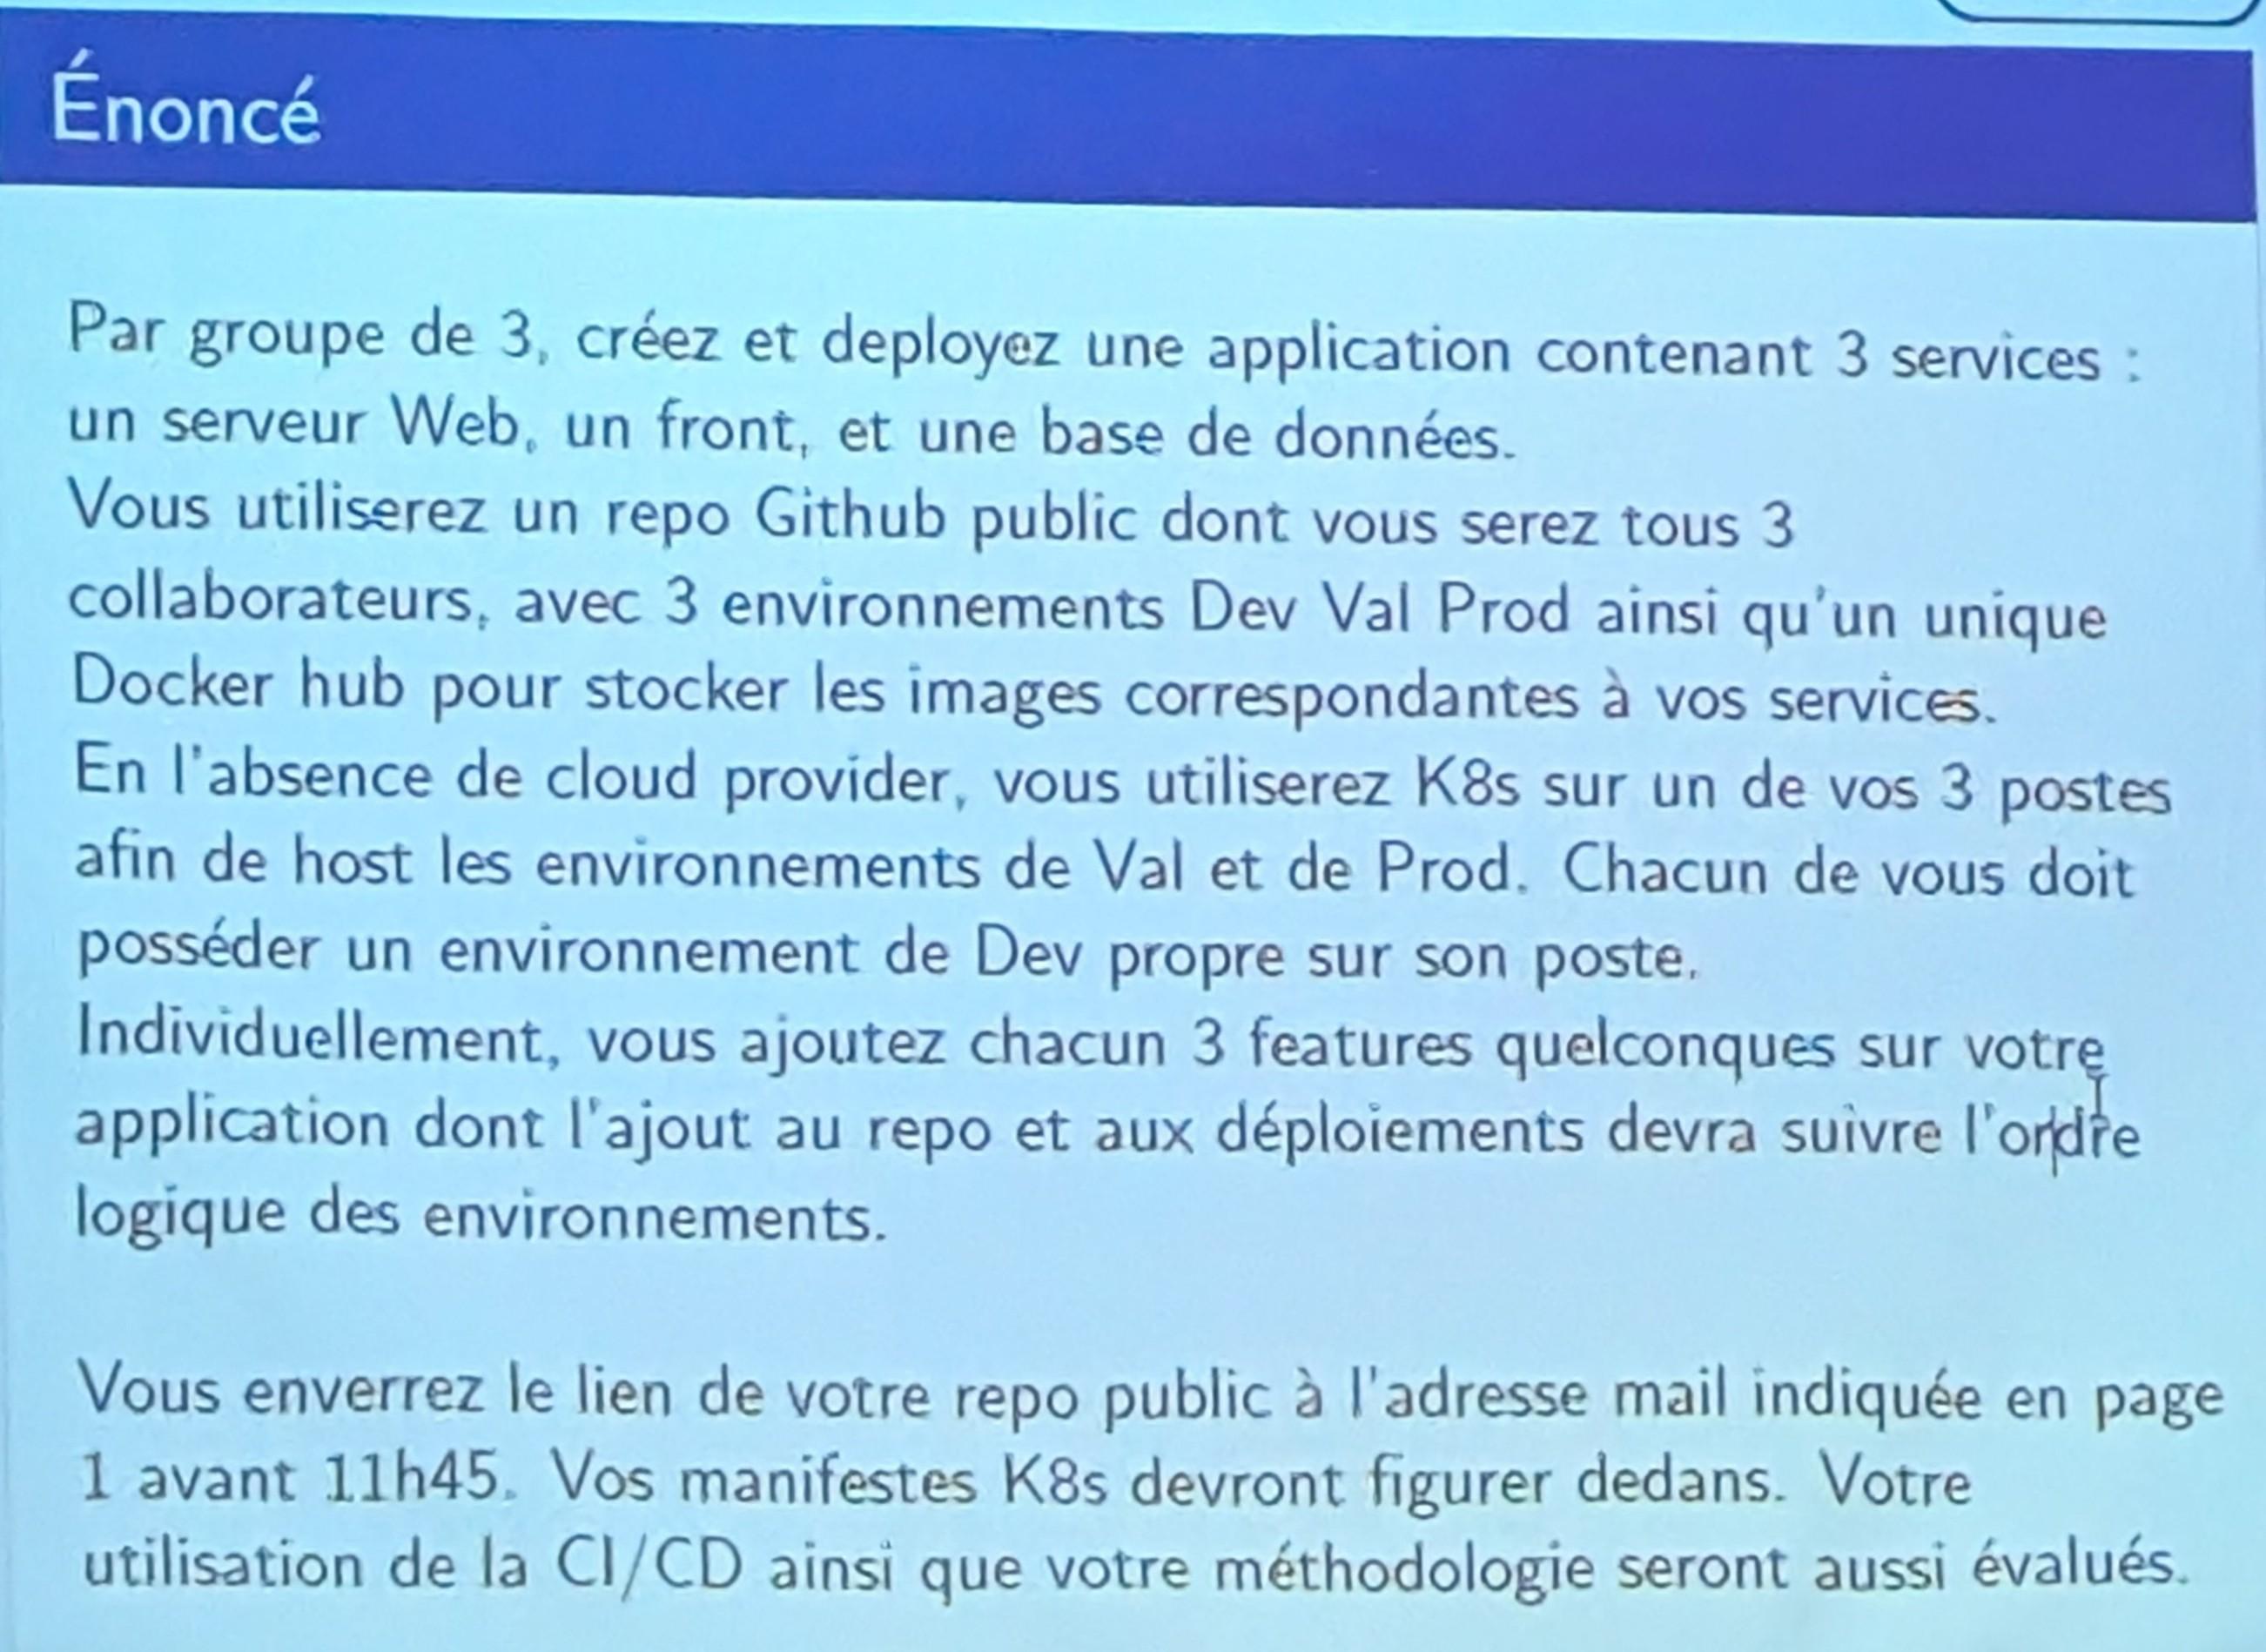 Énoncé
Par groupe de 3, créez et deployez une application contenant 3 services :
un serveur Web, un front, et une base de données.
Vous utiliserez un repo Github public dont vous serez tous 3
collaborateurs, avec 3 environnements Dev Val Prod ainsi qu'un unique
Docker hub pour stocker les images correspondantes à vos services.
En l'absence de cloud provider, vous utiliserez K8s sur un de vos 3 postes
afin de host les environnements de Val et de Prod. Chacun de vous doit
posséder un environnement de Dev propre sur son poste.
Individuellement, vous ajoutez chacun 3 features quelconques sur votre
application dont l'ajout au repo et aux déploiements devra suivre l'ordre
logique des environnements.
Vous enverrez le lien de votre repo public à l'adresse mail indiquée en page
1 avant 11h45. Vos manifestes K8s devront figurer dedans. Votre
utilisation de la CI/CD ainsi que votre méthodologie seront aussi évalués.